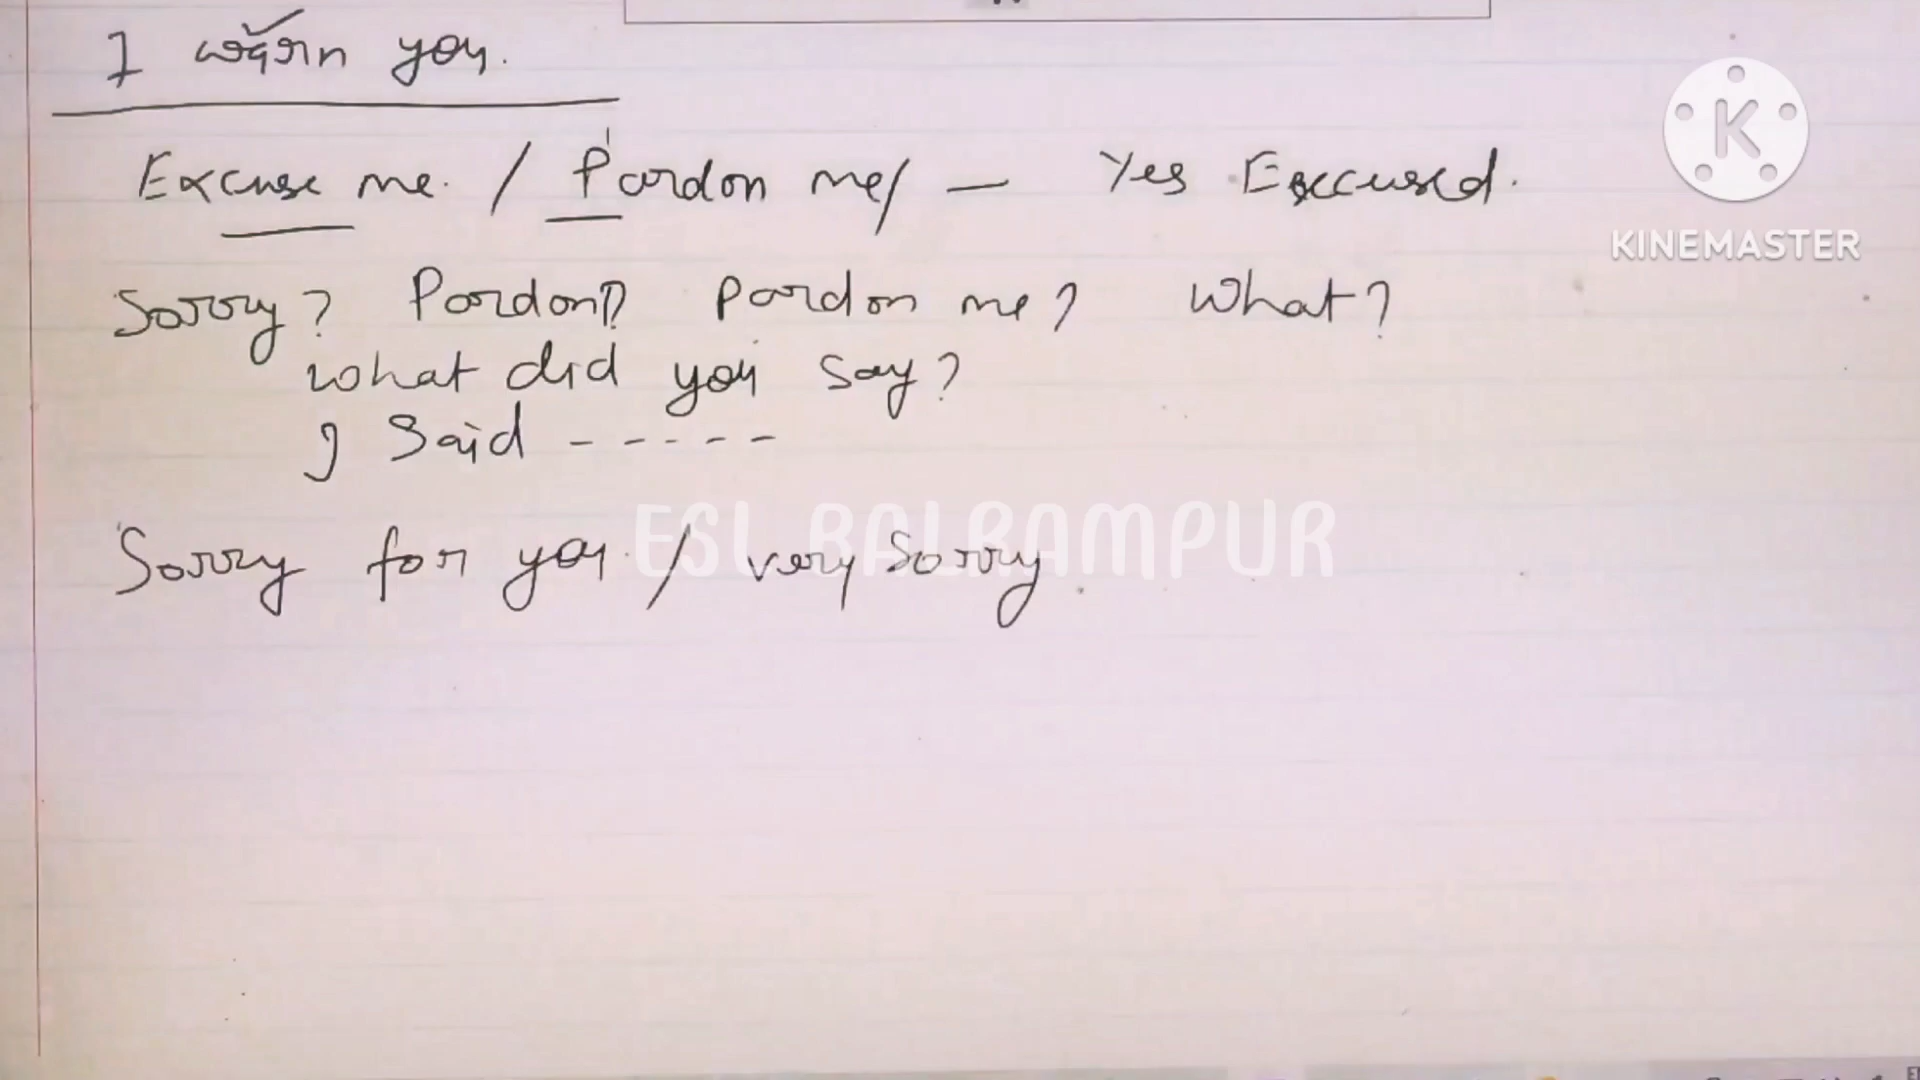 I warn you.
Excuse me. / Pardon me/ — Yes Excused.
Sorry? Pardon? Pardon me? What?
What did you say?
I Said -----
Sorry for you. / very Sorry.
ESL BALRAMPUR
KINEMASTER